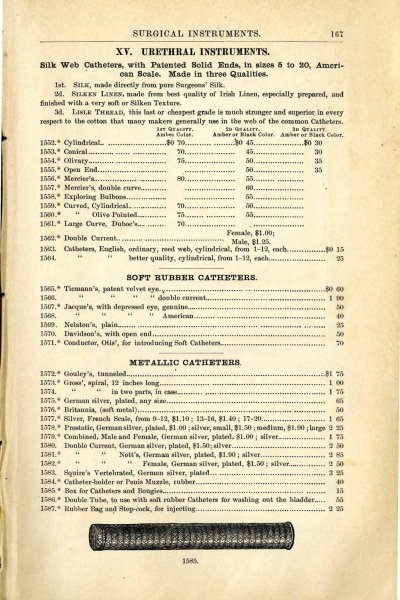 SURGICAL INSTRUMENTS. 167
XV. URETHRAL INSTRUMENTS.
Silk Web Catheters, with Patented Solid Ends, in sizes 5 to 20, Ameri-
can Scale. Made in three Qualities.
1st. SILK, made directly from pure Surgeons' Silk.
2d. SILKEN LINEN, made from best quality of Irish Linen, especially prepared, and
finished with a very soft or Silken Texture.
3d. LISLE THREAD, this last or cheapest grade is much stronger and superior in every
respect to the cotton that many makers generally use in the web of the common Catheters.
1ST QUALITY. 2D QUALITY. 3D QUALITY.
Amber Color. Amber or Black Color. Amber or Black Color.
1552.* Cylindrical $0 70 $0 45 $0 30
1553.* Conical 70 45 30
1554.* Olivary 75 50 35
1555.* Open End 50 35
1556.* Mercier's 80 55
1557.* Mercier's, double curve 60
1558.* Exploring Bulbons 55
1559.* Curved, Cylindrical 70 50
1560.* " Olive Pointed 75 55
1561.* Large Curve, Duboc's 70
Female, $1.00;
1562.* Double Current
Male, $1.25.
1563. Catheters, English, ordinary, reed web, cylindrical, from 1–12, each $0 15
1564. " " better quality, cylindrical, from 1–12, each 25
SOFT RUBBER CATHETERS.
1565.* Tiemann's, patent velvet eye $0 60
1566. " " " " double current 1 90
1567.* Jacque's, with depressed eye, genuine 50
1568. " " " " American 40
1569. Nelaton's, plain 25
1570. Davidson's, with open end 50
1571.* Conductor, Otis', for introducing Soft Catheters 70
METALLIC CATHETERS.
1572.* Gouley's, tunneled $1 75
1573.* Gross', spiral, 12 inches long 1 00
1574. " " in two parts, in case 1 75
1575.* German silver, plated, any size 65
1576.* Britannia, (soft metal) 50
1577.* Silver, French Scale, from 9–12, $1.10; 13–16, $1.40; 17–20 1 65
1578.* Prostatic, German silver, plated, $1.00; silver, small, $1.50; medium, $1.90; large 2 25
1579.* Combined, Male and Female, German silver, plated, $1.00; silver 1 75
1580. Double Current, German silver, plated, $1.50; silver 2 50
1581.* " " Nott's, German silver, plated, $1.90; silver 2 85
1582.* " " Female, German silver, plated, $1.50; silver 2 50
1583. Squire's Vertebrated, German silver, plated 3 25
1584.* Catheter-holder or Penis Muzzle, rubber 40
1585.* Box for Catheters and Bougies 15
1586.* Double Tube, to use with soft rubber Catheters for washing out the bladder 55
1587.* Rubber Bag and Stop-cock, for injecting 2 25
1585.